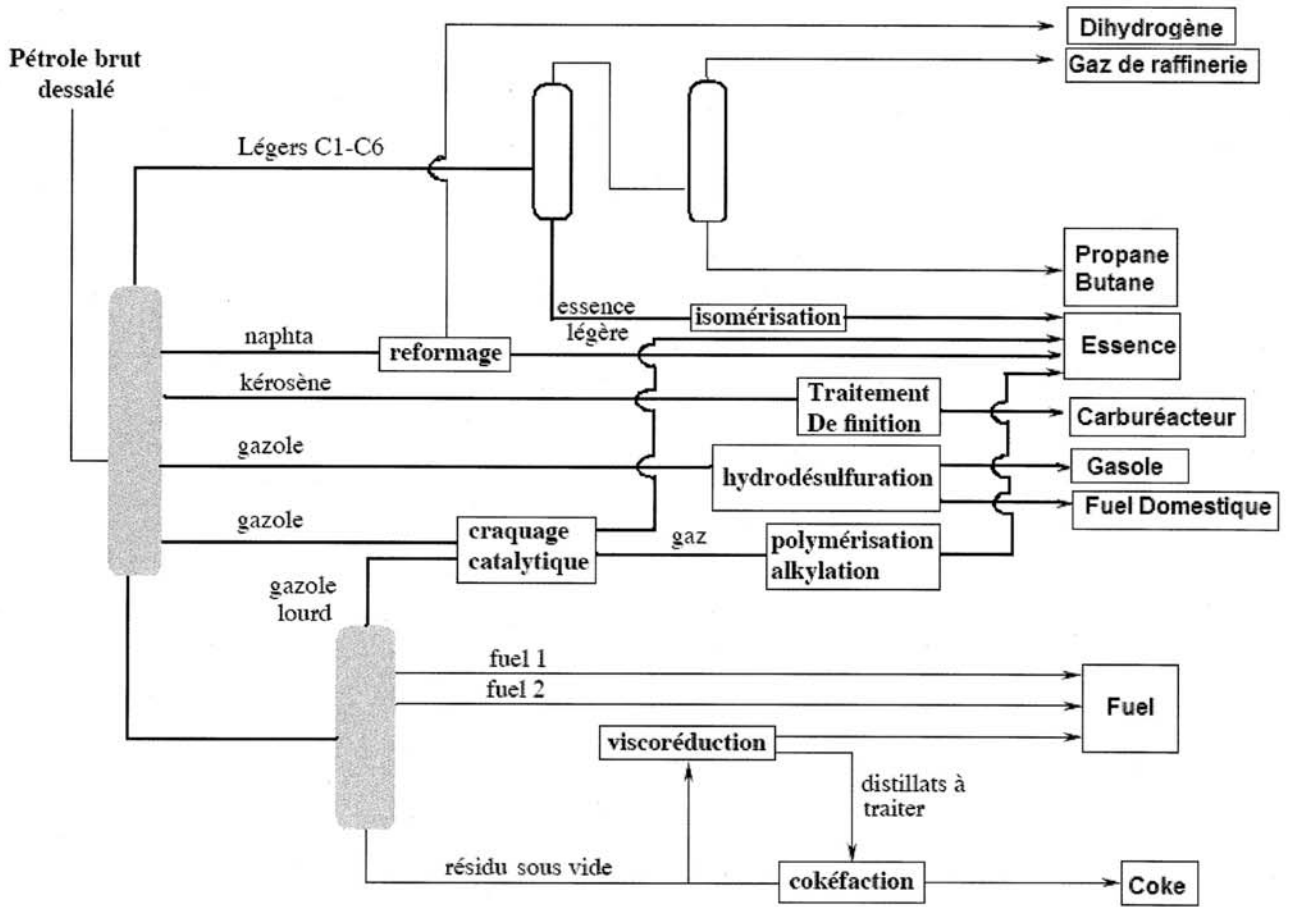 Dihydrogène
Gaz de raffinerie
Pétrole brut
dessalé
Légers C1-C6
Propane
Butane
essence
légère
isomérisation
Essence
naphta
reformage
kérosène
Traitement
De finition
Carburéacteur
gazole
hydrodésulfuration
Gasole
Fuel Domestique
gazole
craquage
catalytique
gaz
polymérisation
alkylation
gazole
lourd
fuel 1
fuel 2
Fuel
viscoréduction
distillats à
traiter
résidu sous vide
cokéfaction
Coke